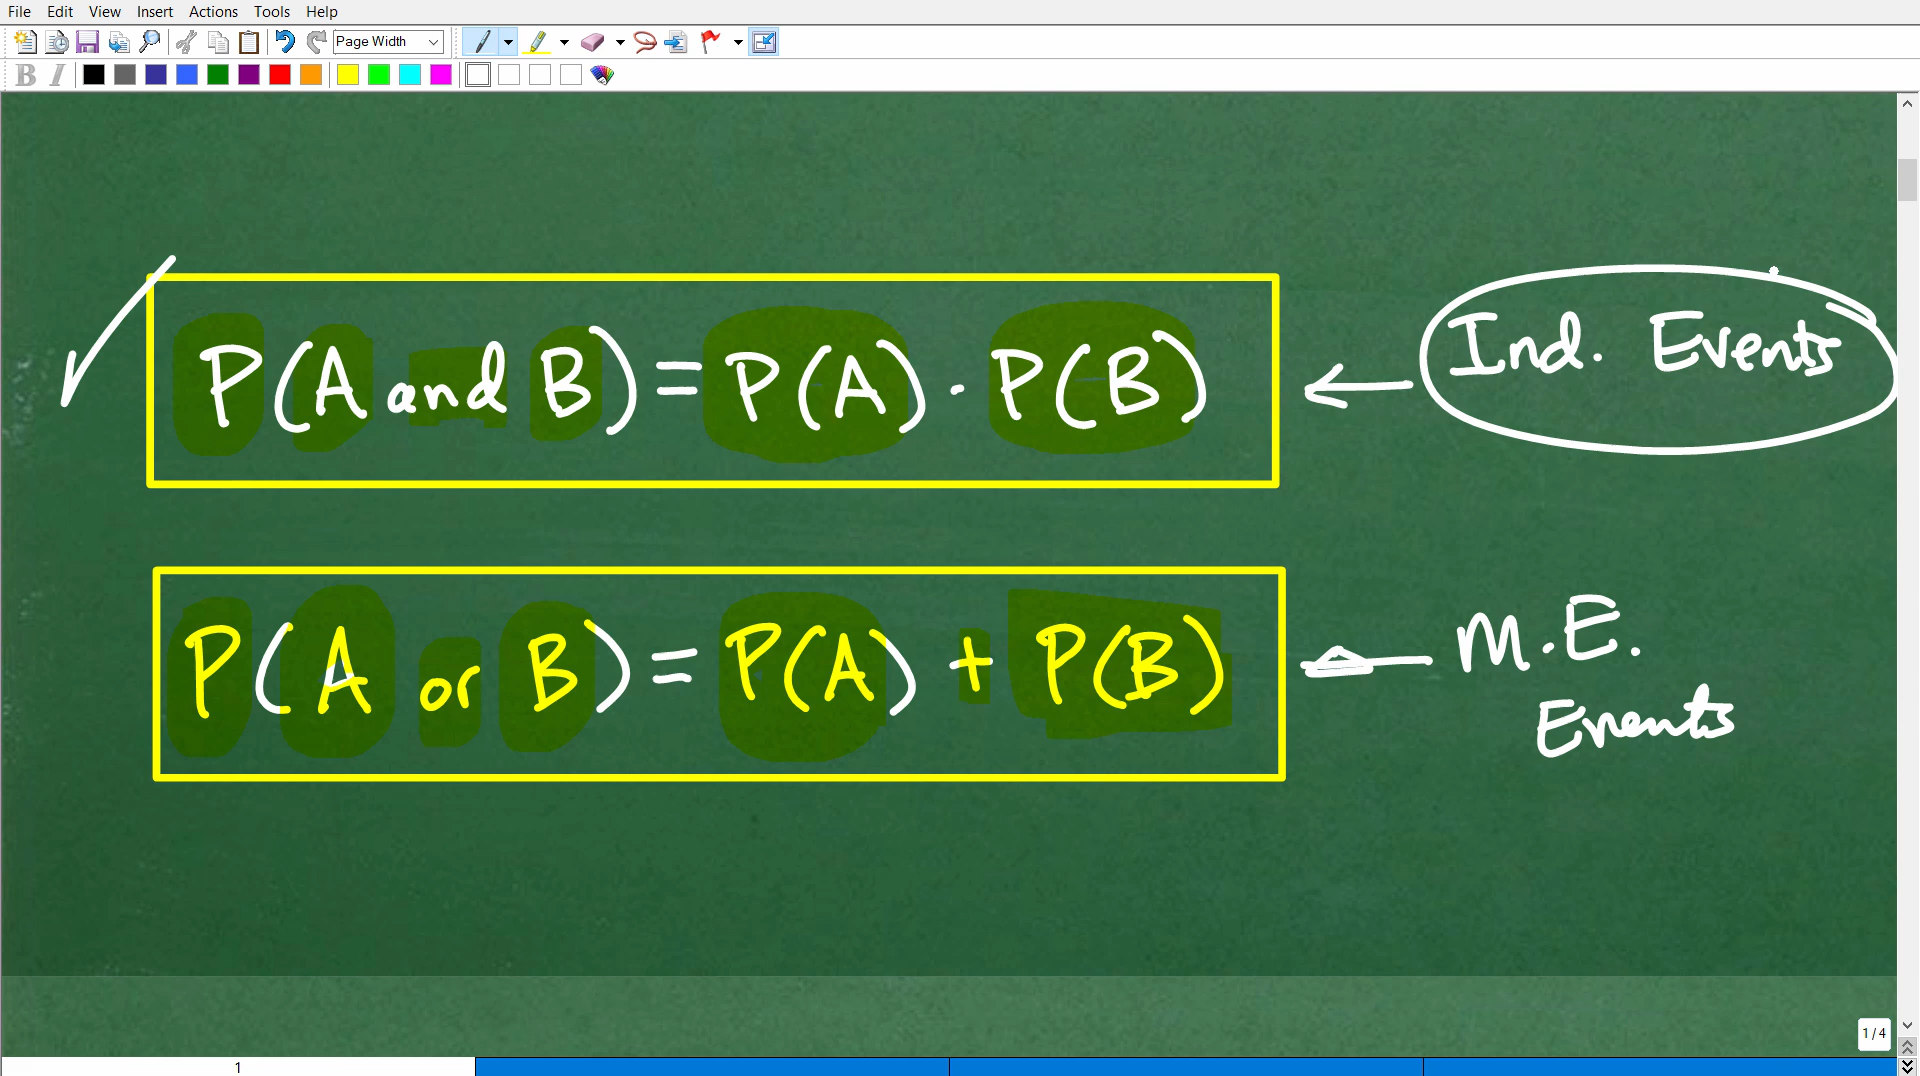 File Edit View Insert Actions Tools Help
Page Width
B I
P(A and B) = P(A) · P(B) ← Ind. Events
P(A or B) = P(A) + P(B) ← M.E.
Events
1 / 4
1